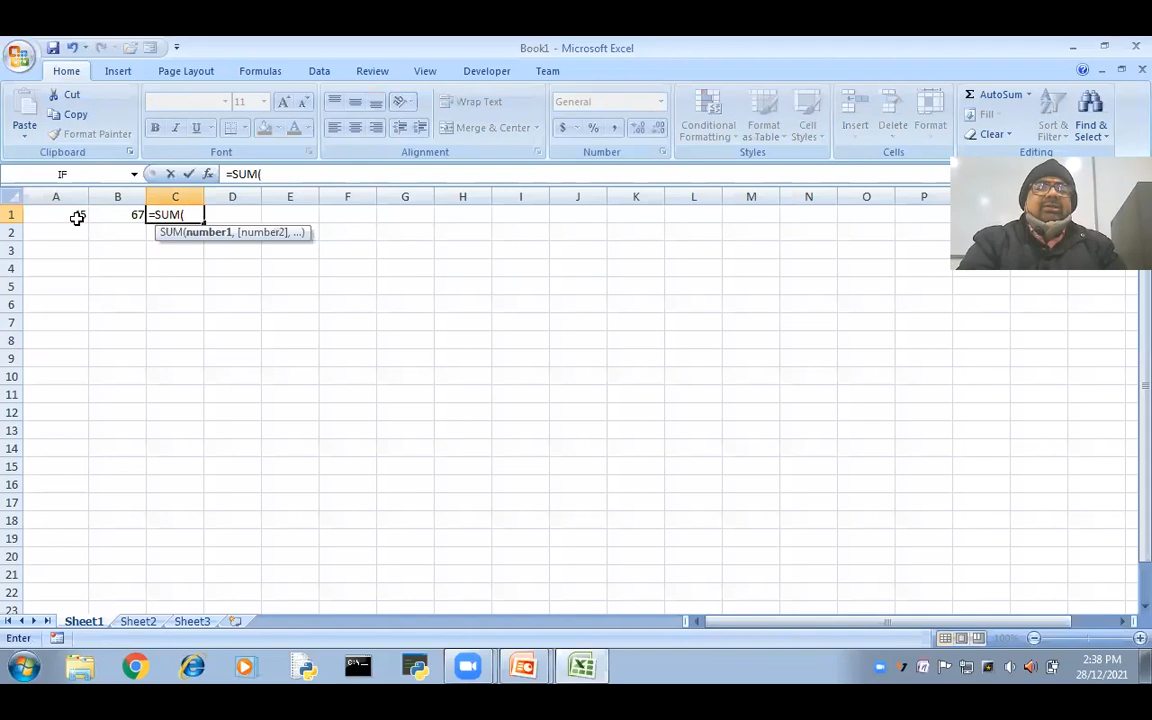 Book1 - Microsoft Excel
Home Insert Page Layout Formulas Data Review View Developer Team
Paste
Cut
Copy
Format Painter
Clipboard
11
Font
Wrap Text
Merge & Center
Alignment
General
Number
Conditional Formatting
Format as Table
Cell Styles
Styles
Insert
Delete
Format
Cells
Σ AutoSum
Fill
Clear
Sort & Filter
Find & Select
Editing
IF fx =SUM(
A B C D E F G H I J K L M N O P
1 67 =SUM(
2 SUM(number1, [number2], ...)
3
4
5
6
7
8
9
10
11
12
13
14
15
16
17
18
19
20
21
22
23
Sheet1 Sheet2 Sheet3
Enter 100%
2:38 PM
28/12/2021